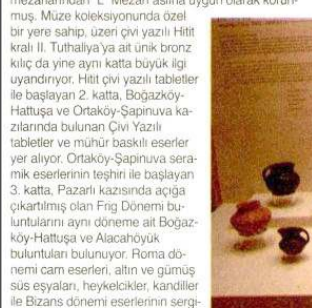 mezarlarından "L" Mezarı aslına uygun olarak korun-
muş. Müze koleksiyonunda özel
bir yere sahip, üzeri çivi yazılı Hitit
kralı II. Tuthaliya'ya ait ünik bronz
kılıç da yine aynı katta büyük ilgi
uyandırıyor. Hitit çivi yazılı tabletler
ile başlayan 2. katta, Boğazköy-
Hattuşa ve Ortaköy-Şapinuva ka-
zılarında bulunan Çivi Yazılı
tabletler ve mühür baskılı eserler
yer alıyor. Ortaköy-Şapinuva sera-
mik eserlerinin teşhiri ile başlayan
3. katta, Pazarlı kazısında açığa
çıkartılmış olan Frig Dönemi bu-
luntularını aynı döneme ait Boğaz-
köy-Hattuşa ve Alacahöyük
buluntuları bulunuyor. Roma dö-
nemi cam eserleri, altın ve gümüş
süs eşyaları, heykelcikler, kandiller
ile Bizans dönemi eserlerinin sergi-